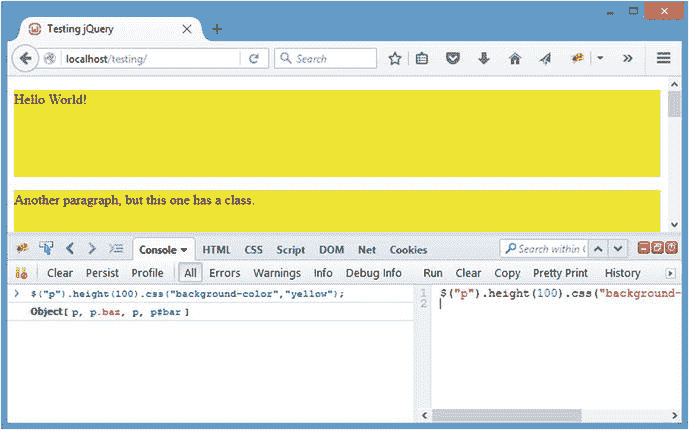 Testing jQuery
localhost/testing/
Search
Hello World!
Another paragraph, but this one has a class.
Console HTML CSS Script DOM Net Cookies
Search within
Clear Persist Profile All Errors Warnings Info Debug Info
Run Clear Copy Pretty Print History
$("p").height(100).css("background-color","yellow");
Object[ p, p.baz, p, p#bar ]
1 $("p").height(100).css("background-
2